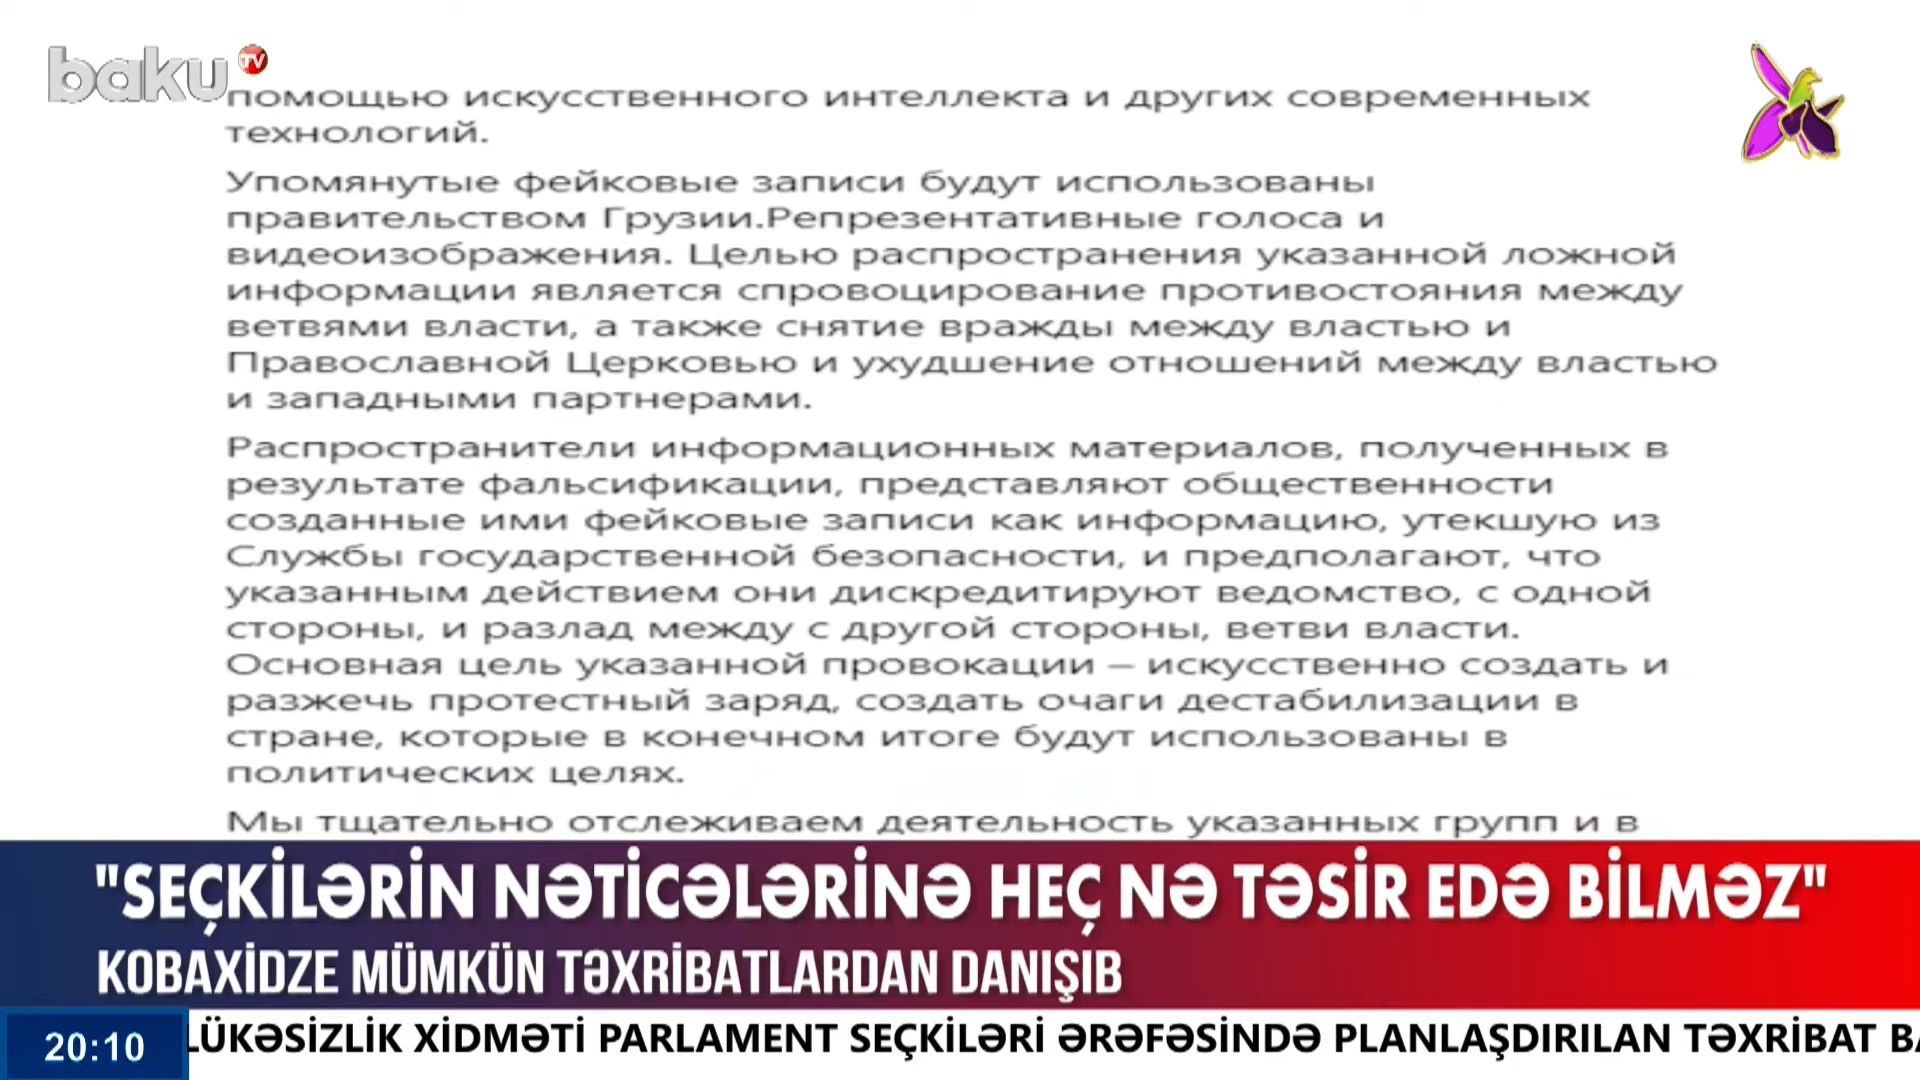 baku TV
помощью искусственного интеллекта и других современных
технологий.
Упомянутые фейковые записи будут использованы
правительством Грузии.Репрезентативные голоса и
видеоизображения. Целью распространения указанной ложной
информации является спровоцирование противостояния между
ветвями власти, а также снятие вражды между властью и
Православной Церковью и ухудшение отношений между властью
и западными партнерами.
Распространители информационных материалов, полученных в
результате фальсификации, представляют общественности
созданные ими фейковые записи как информацию, утекшую из
Службы государственной безопасности, и предполагают, что
указанным действием они дискредитируют ведомство, с одной
стороны, и разлад между с другой стороны, ветви власти.
Основная цель указанной провокации – искусственно создать и
разжечь протестный заряд, создать очаги дестабилизации в
стране, которые в конечном итоге будут использованы в
политических целях.
Мы тщательно отслеживаем деятельность указанных групп и в
"SEÇKİLƏRİN NƏTİCƏLƏRİNƏ HEÇ NƏ TƏSİR EDƏ BİLMƏZ"
KOBAXİDZE MÜMKÜN TƏXRİBATLARDAN DANIŞIB
20:10 LÜKƏSİZLİK XİDMƏTİ PARLAMENT SEÇKİLƏRİ ƏRƏFƏSİNDƏ PLANLAŞDIRILAN TƏXRİBAT BA